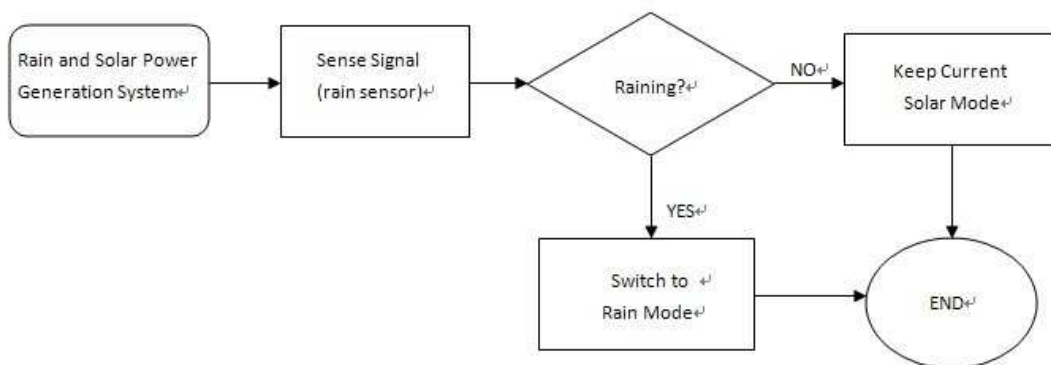 Rain and Solar Power
Generation System↵
Sense Signal
(rain sensor)↵
Raining?↵
NO↵
Keep Current
Solar Mode↵
YES↵
Switch to ↵
Rain Mode↵
END↵